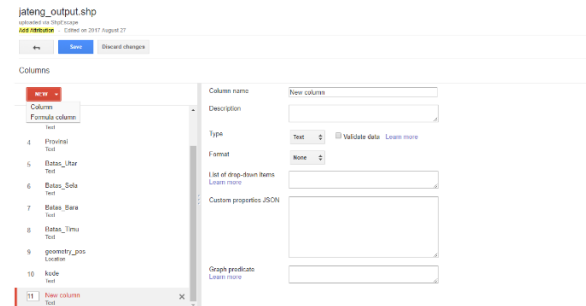 jateng_output.shp
uploaded via ShpEscape
Add Attribution - Edited on 2017 August 27
Save
Discard changes
Columns
NEW
Column
Formula column
Text
4 Provinsi
Text
5 Batas_Utar
Text
6 Batas_Sela
Text
7 Batas_Bara
Text
8 Batas_Timu
Text
9 geometry_pos
Location
10 kode
Text
11 New column
Text
Column name New column
Description
Type Text Validate data Learn more
Format None
List of drop-down items
Learn more
Custom properties JSON
Graph predicate
Learn more